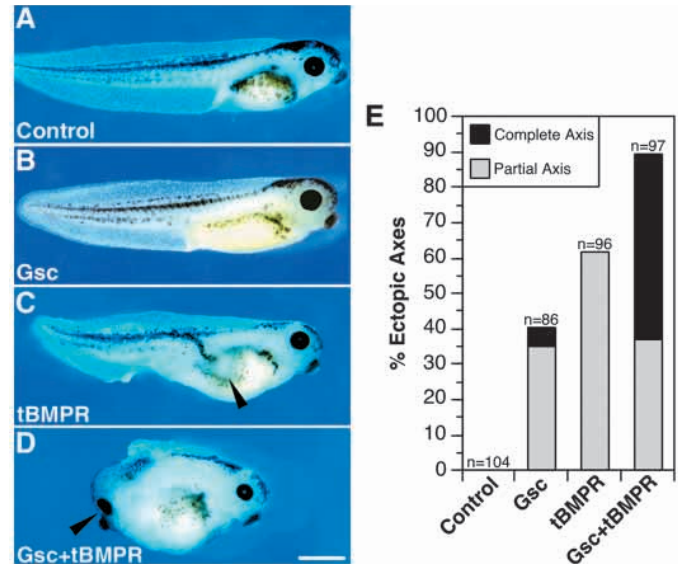 A
Control
B
Gsc
C
tBMPR
D
Gsc+tBMPR
E
% Ectopic Axes
100
90
80
70
60
50
40
30
20
10
0
Complete Axis
Partial Axis
n=104
n=86
n=96
n=97
Control
Gsc
tBMPR
Gsc+tBMPR